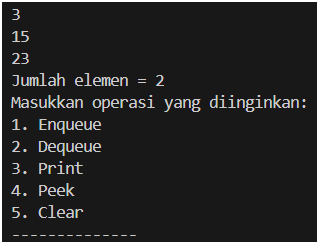 3
15
23
Jumlah elemen = 2
Masukkan operasi yang diinginkan:
1. Enqueue
2. Dequeue
3. Print
4. Peek
5. Clear
--------------